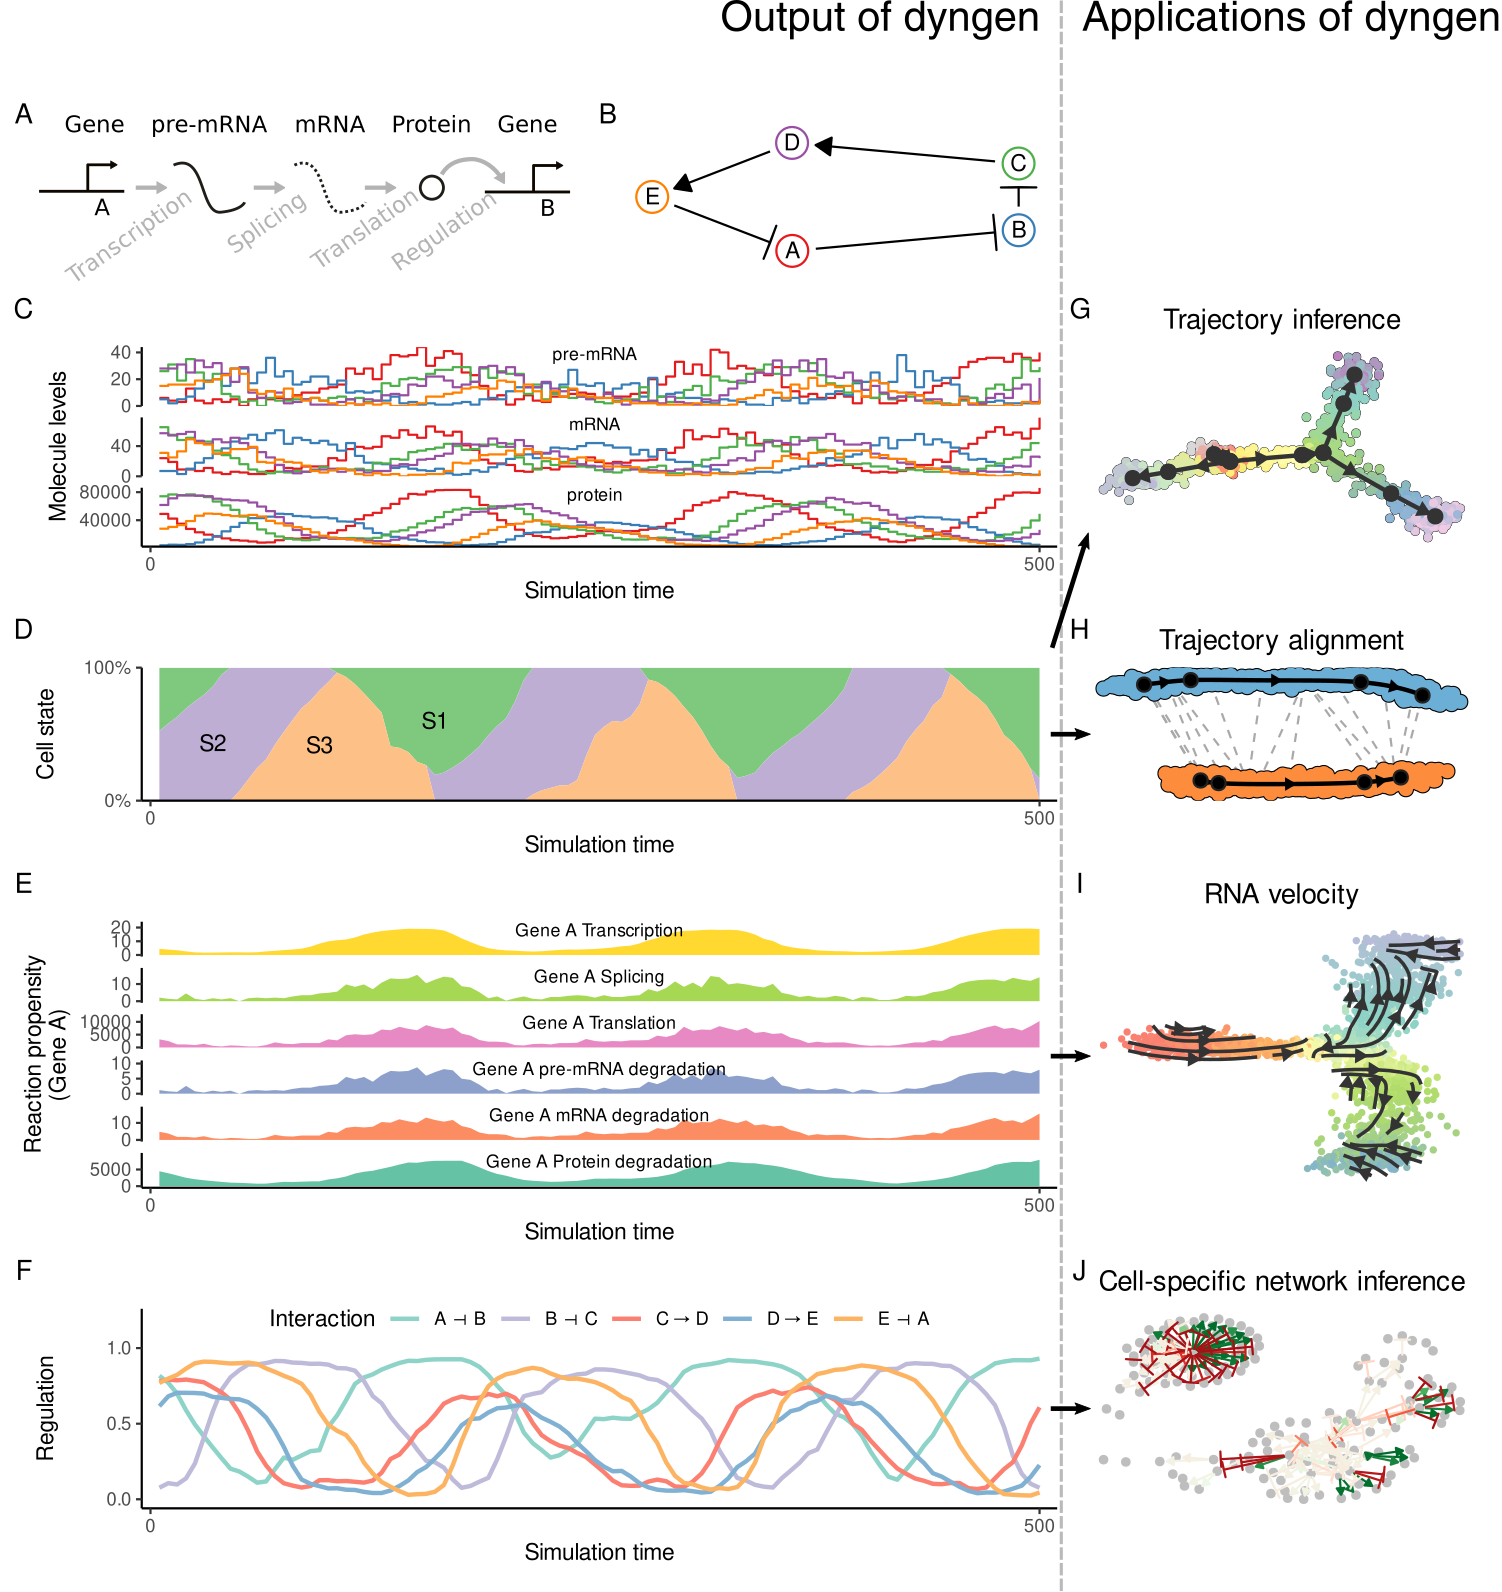 Output of dyngen
Applications of dyngen
A
Gene
pre-mRNA
mRNA
Protein
Gene
A
B
Transcription
Splicing
Translation
Regulation
B
D
C
E
B
A
C
Molecule levels
40
20
0
pre-mRNA
40
0
mRNA
80000
40000
protein
0
500
Simulation time
D
Cell state
100%
0%
S2
S3
S1
0
500
Simulation time
E
Reaction propensity
(Gene A)
20
10
0
Gene A Transcription
10
0
Gene A Splicing
10000
5000
0
Gene A Translation
10
5
0
Gene A pre-mRNA degradation
10
0
Gene A mRNA degradation
5000
0
Gene A Protein degradation
0
500
Simulation time
F
Interaction
A ⊣ B
B ⊣ C
C → D
D → E
E ⊣ A
Regulation
1.0
0.5
0.0
0
500
Simulation time
G
Trajectory inference
H
Trajectory alignment
I
RNA velocity
J
Cell-specific network inference